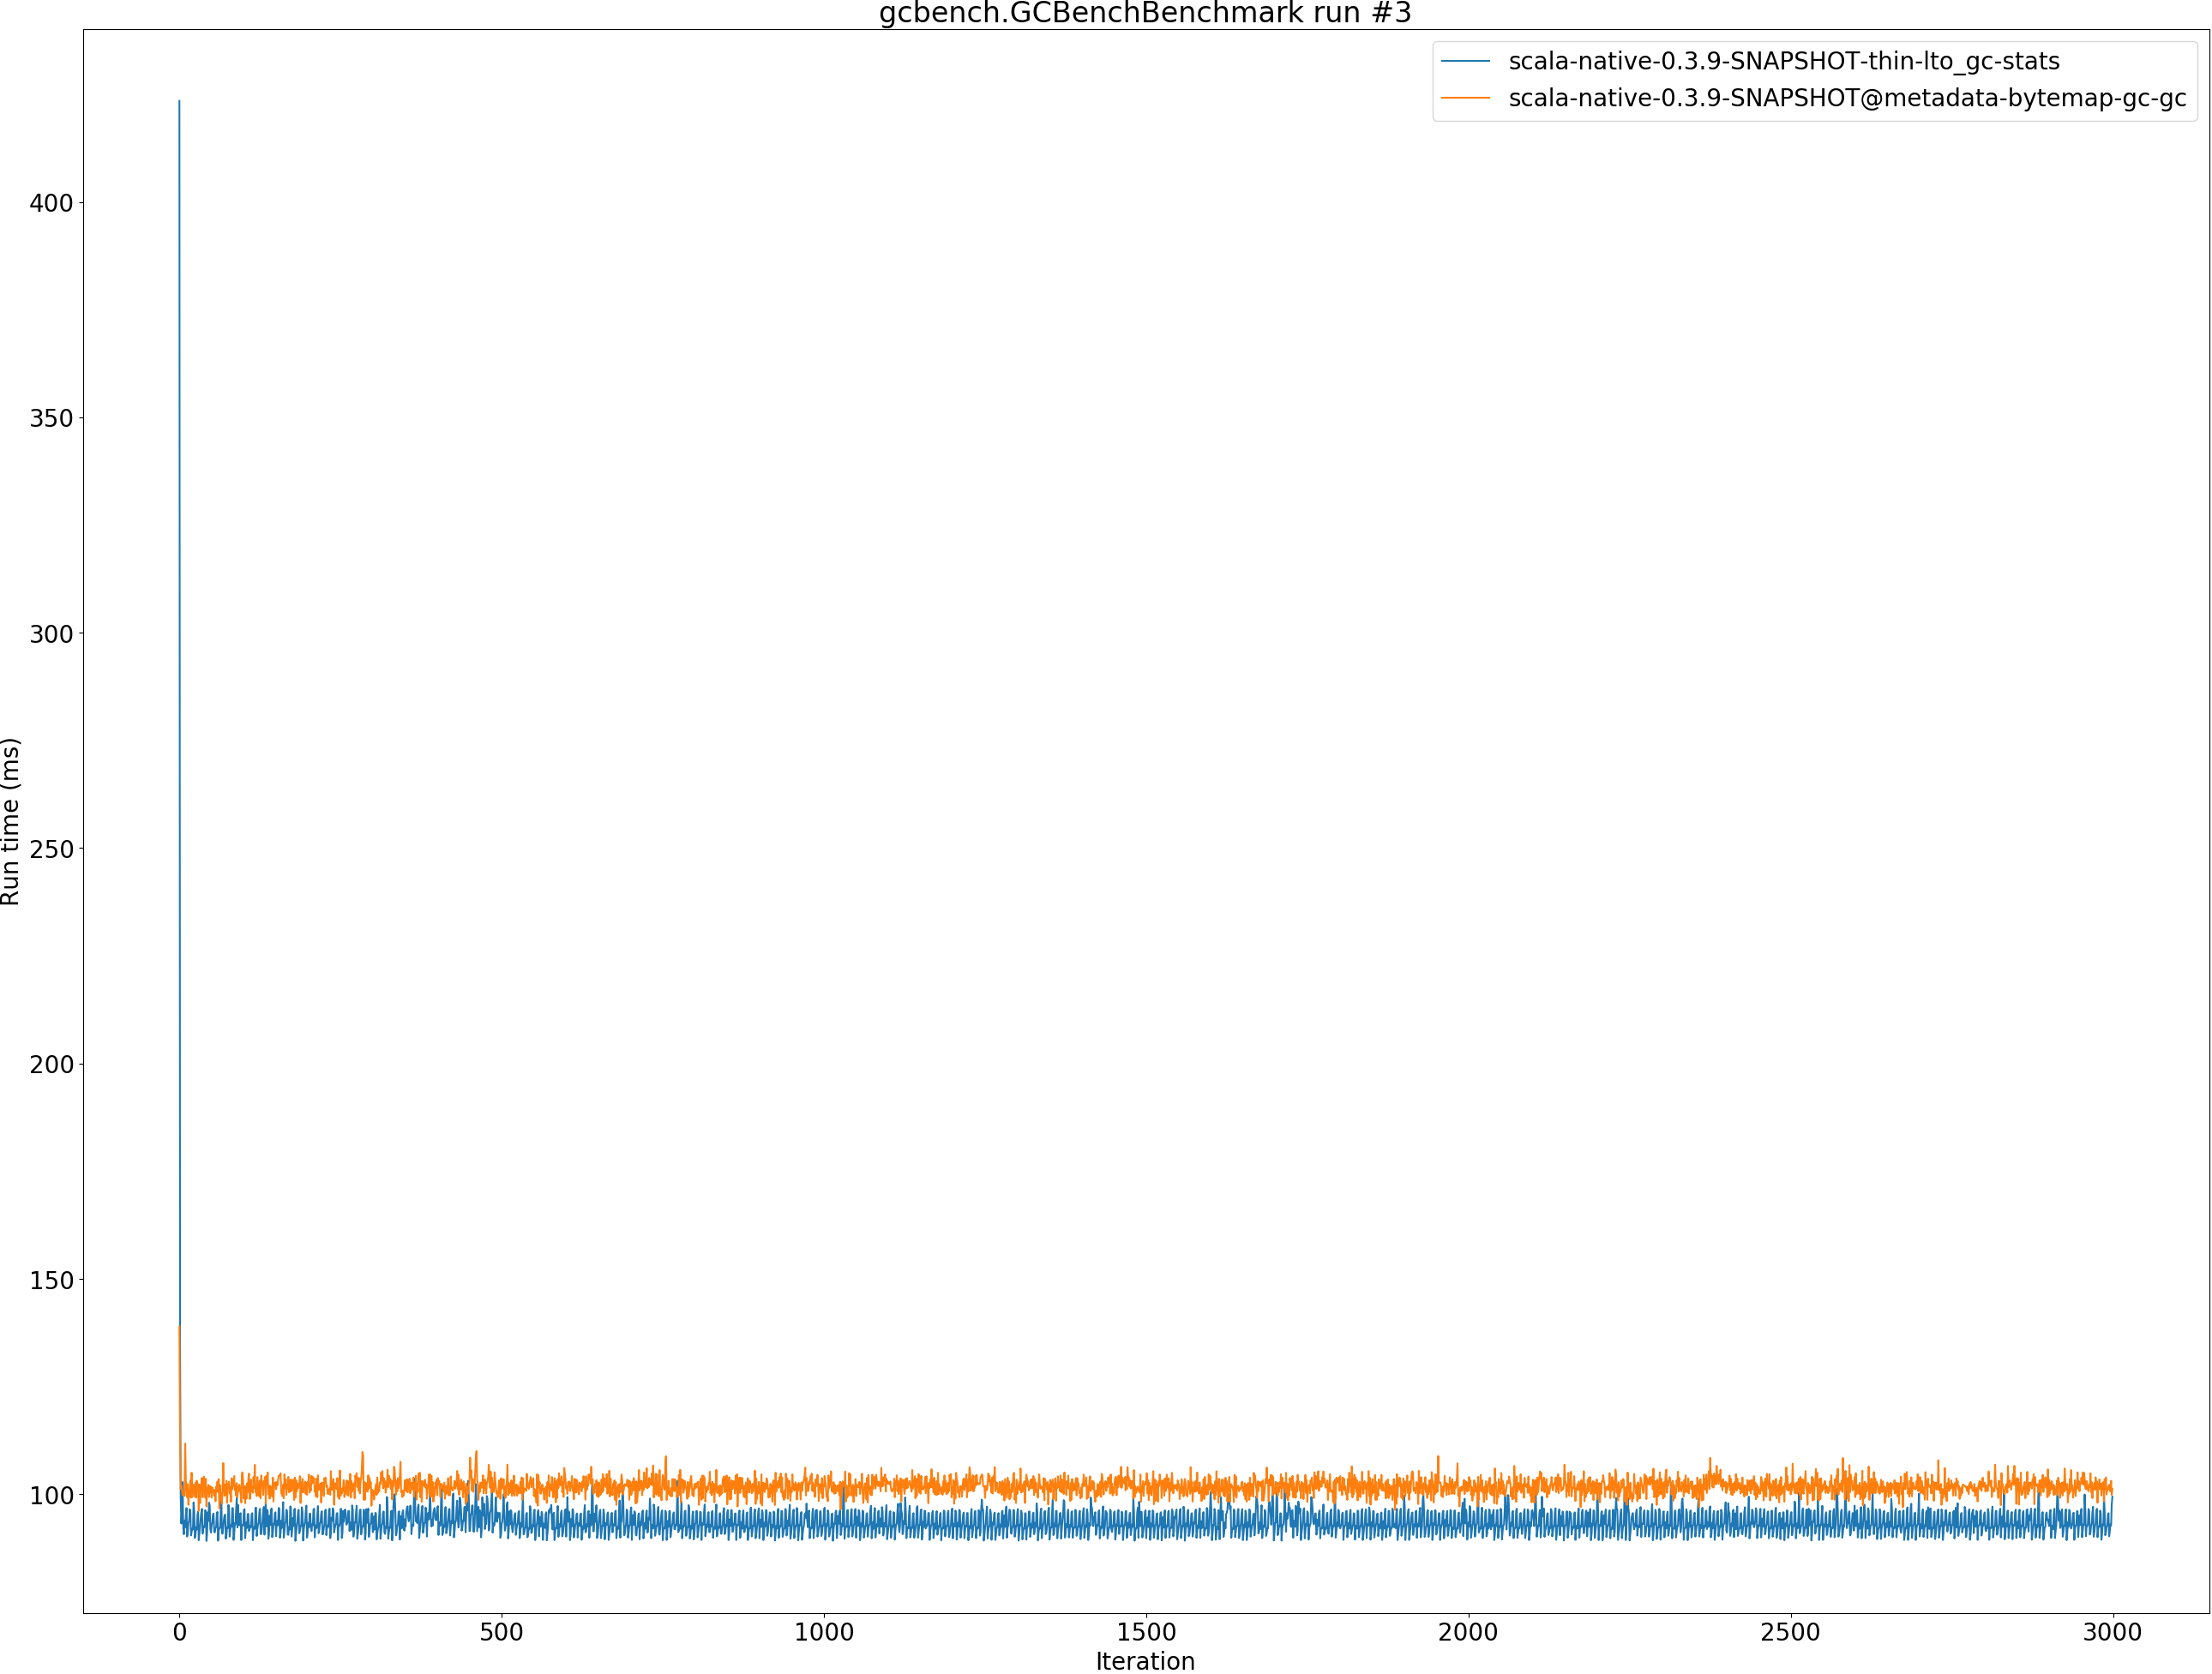 gcbench.GCBenchBenchmark run #3
scala-native-0.3.9-SNAPSHOT-thin-lto_gc-stats
scala-native-0.3.9-SNAPSHOT@metadata-bytemap-gc-gc
400
350
300
250
200
150
100
Run time (ms)
0 500 1000 1500 2000 2500 3000
Iteration